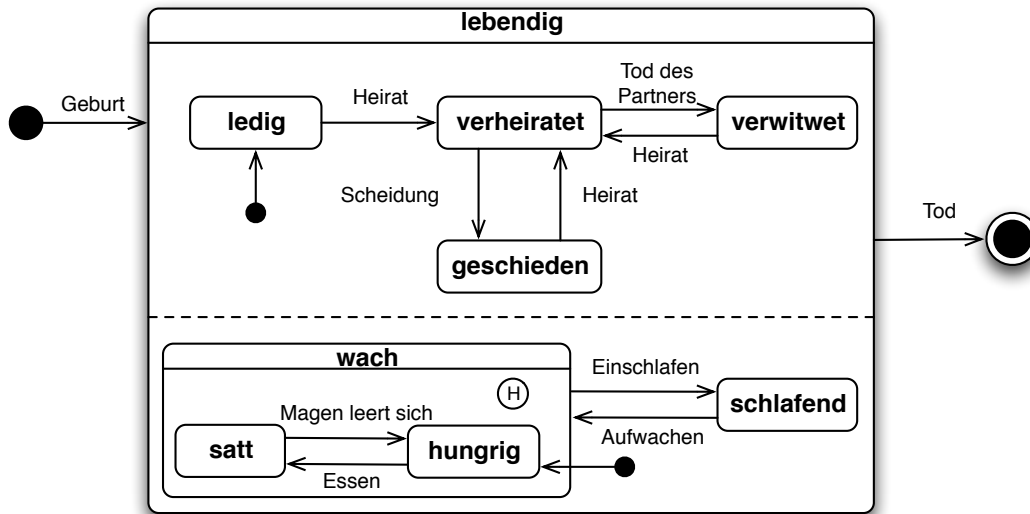 lebendig
Geburt
ledig
Heirat
verheiratet
Tod des
Partners
verwitwet
Heirat
Scheidung
Heirat
geschieden
Tod
wach
H
Einschlafen
schlafend
Aufwachen
Magen leert sich
satt
hungrig
Essen